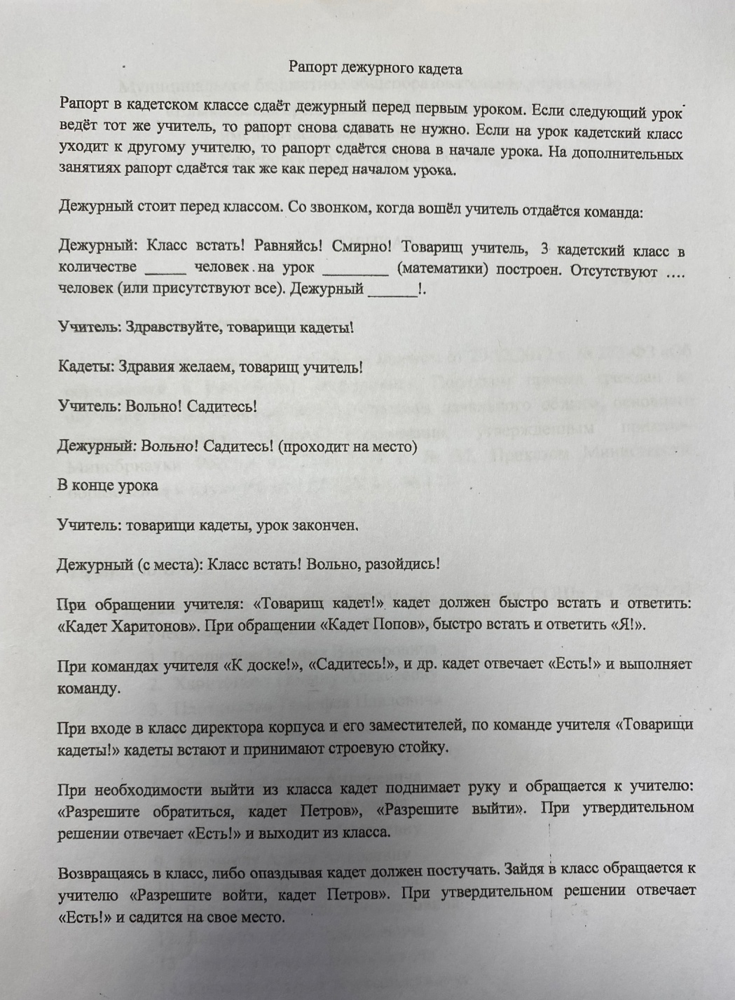 Рапорт дежурного кадета
Рапорт в кадетском классе сдаёт дежурный перед первым уроком. Если следующий урок
ведёт тот же учитель, то рапорт снова сдавать не нужно. Если на урок кадетский класс
уходит к другому учителю, то рапорт сдаётся снова в начале урока. На дополнительных
занятиях рапорт сдаётся так же как перед началом урока.
Дежурный стоит перед классом. Со звонком, когда вошёл учитель отдаётся команда:
Дежурный: Класс встать! Равняйсь! Смирно! Товарищ учитель, 3 кадетский класс в
количестве _____ человек на урок ________ (математики) построен. Отсутствуют ....
человек (или присутствуют все). Дежурный ______!.
Учитель: Здравствуйте, товарищи кадеты!
Кадеты: Здравия желаем, товарищ учитель!
Учитель: Вольно! Садитесь!
Дежурный: Вольно! Садитесь! (проходит на место)
В конце урока
Учитель: товарищи кадеты, урок закончен.
Дежурный (с места): Класс встать! Вольно, разойдись!
При обращении учителя: «Товарищ кадет!» кадет должен быстро встать и ответить:
«Кадет Харитонов». При обращении «Кадет Попов», быстро встать и ответить «Я!».
При командах учителя «К доске!», «Садитесь!», и др. кадет отвечает «Есть!» и выполняет
команду.
При входе в класс директора корпуса и его заместителей, по команде учителя «Товарищи
кадеты!» кадеты встают и принимают строевую стойку.
При необходимости выйти из класса кадет поднимает руку и обращается к учителю:
«Разрешите обратиться, кадет Петров», «Разрешите выйти». При утвердительном
решении отвечает «Есть!» и выходит из класса.
Возвращаясь в класс, либо опаздывая кадет должен постучать. Зайдя в класс обращается к
учителю «Разрешите войти, кадет Петров». При утвердительном решении отвечает
«Есть!» и садится на свое место.